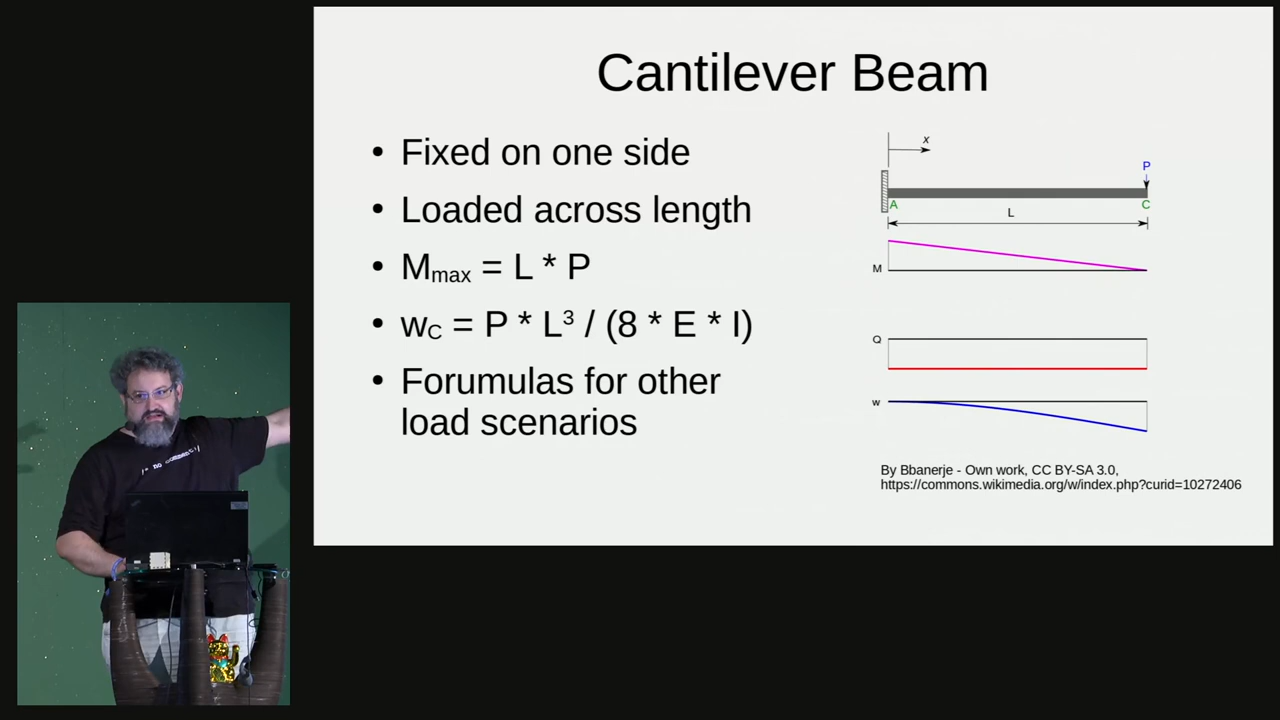 Cantilever Beam
• Fixed on one side
• Loaded across length
• Mmax = L * P
• wC = P * L³ / (8 * E * I)
• Forumulas for other
load scenarios
x
P
A
C
L
M
Q
w
By Bbanerje - Own work, CC BY-SA 3.0,
https://commons.wikimedia.org/w/index.php?curid=10272406